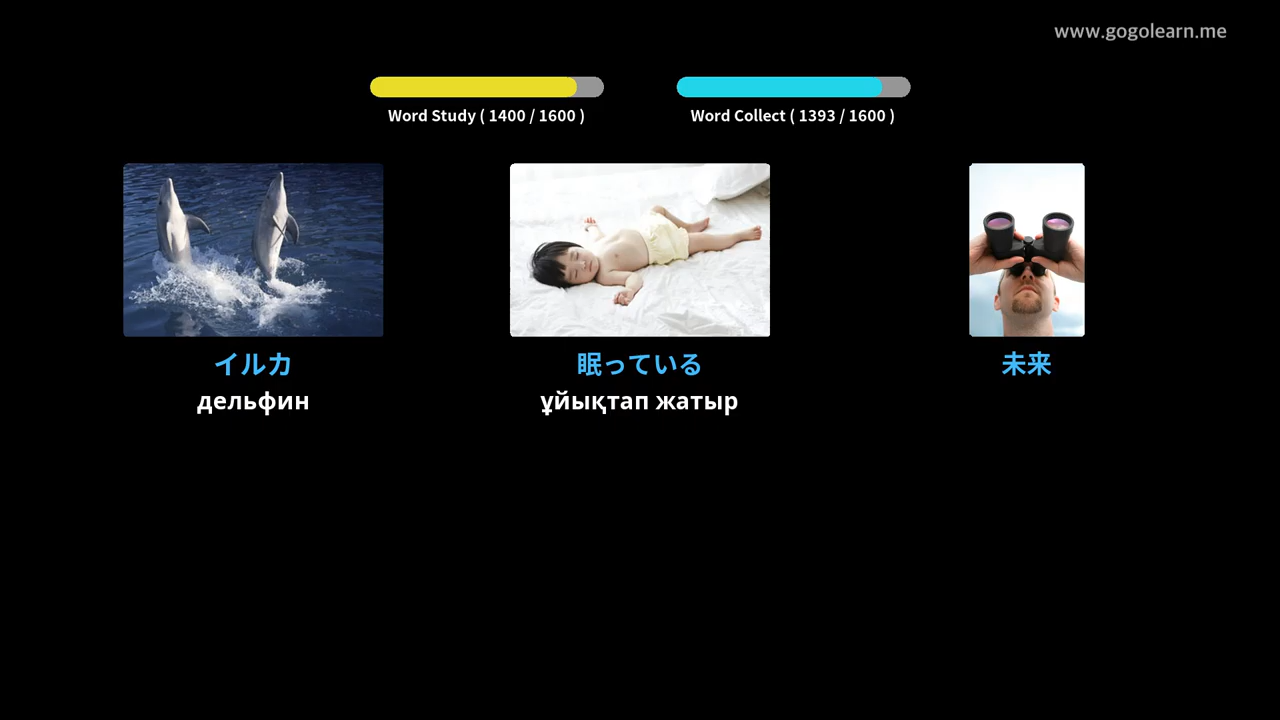 www.gogolearn.me
Word Study ( 1400 / 1600 )
Word Collect ( 1393 / 1600 )
イルカ
дельфин
眠っている
ұйықтап жатыр
未来